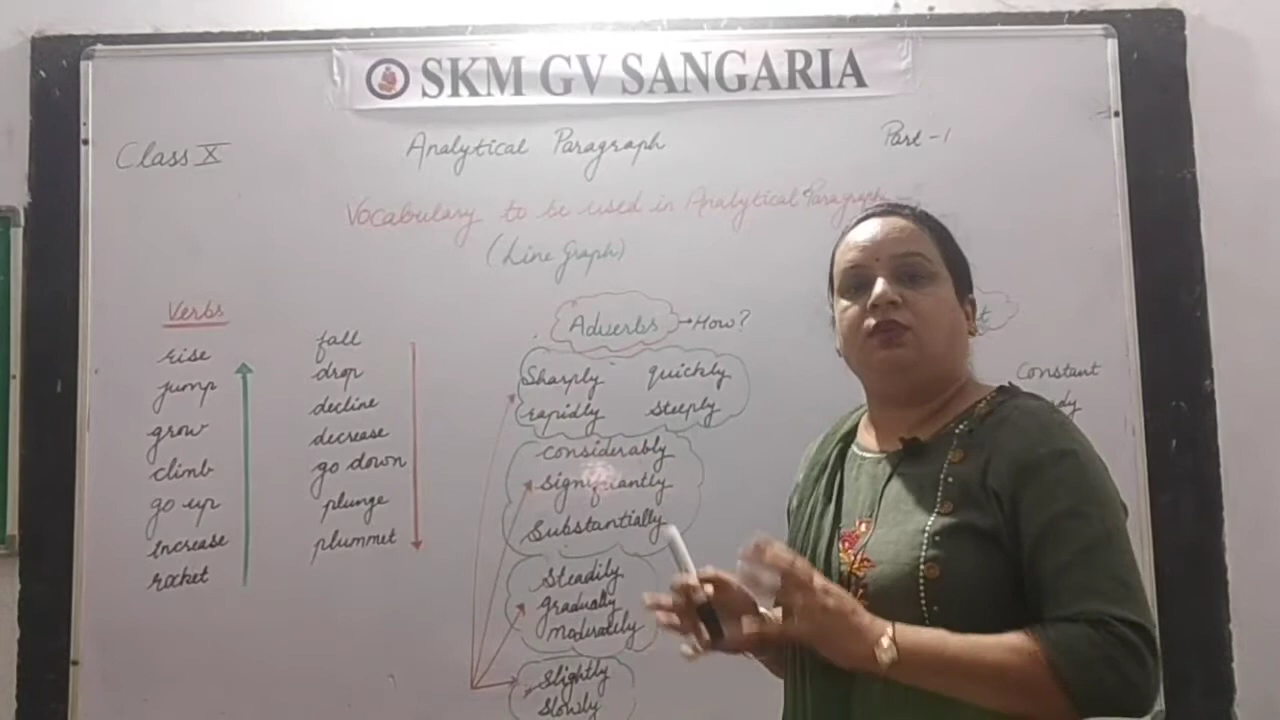 SKM GV SANGARIA
Class X
Analytical Paragraph
Part-1
Vocabulary to be used in Analytical Paragraph
(Line Graph)
Verbs
rise
jump
grow
climb
go up
increase
rocket
fall
drop
decline
decrease
go down
plunge
plummet
Adverbs → How?
Sharply quickly
rapidly steeply
considerably
significantly
Substantially
Steadily
gradually
moderately
Slightly
slowly
Constant